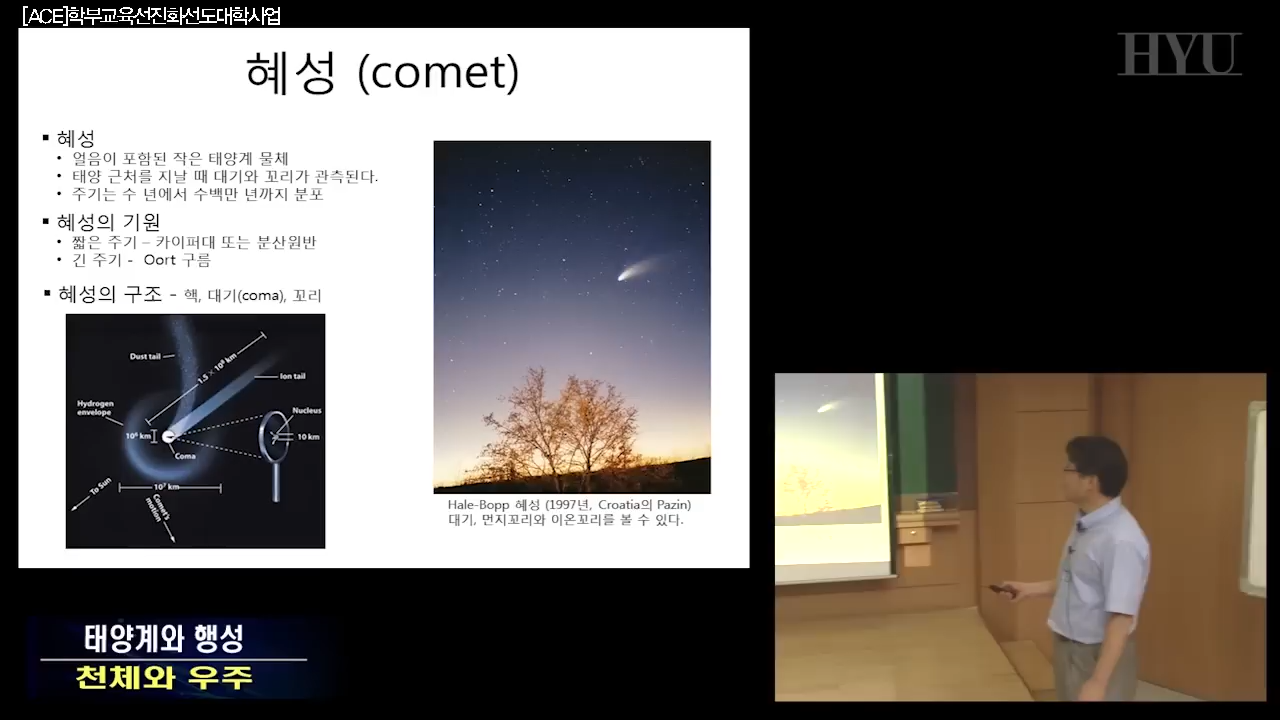 [ACE]학부교육선진화선도대학사업
HYU
혜성 (comet)
▪ 혜성
• 얼음이 포함된 작은 태양계 물체
• 태양 근처를 지날 때 대기와 꼬리가 관측된다.
• 주기는 수 년에서 수백만 년까지 분포
▪ 혜성의 기원
• 짧은 주기 – 카이퍼대 또는 분산원반
• 긴 주기 - Oort 구름
▪ 혜성의 구조 - 핵, 대기(coma), 꼬리
Dust tail
1.5 × 10⁸ km
Ion tail
Hydrogen
envelope
Nucleus
10⁶ km
10 km
Coma
10⁷ km
To Sun
Comet's
motion
Hale-Bopp 혜성 (1997년, Croatia의 Pazin)
대기, 먼지꼬리와 이온꼬리를 볼 수 있다.
태양계와 행성
천체와 우주